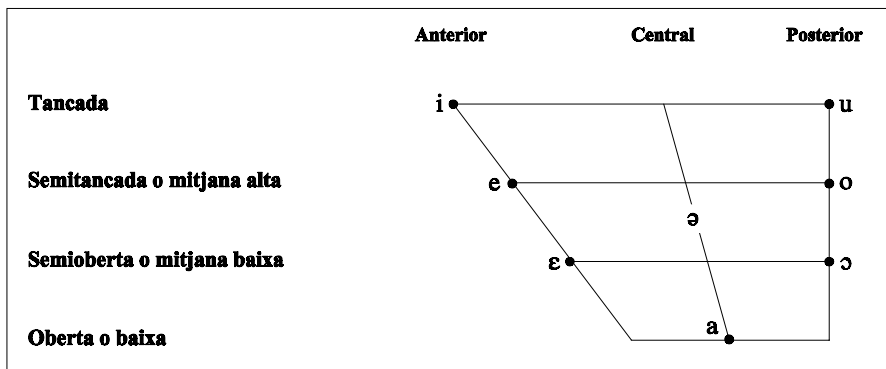 Anterior Central Posterior
Tancada i u
Semitancada o mitjana alta e o
ə
Semioberta o mitjana baixa ɛ ɔ
Oberta o baixa a